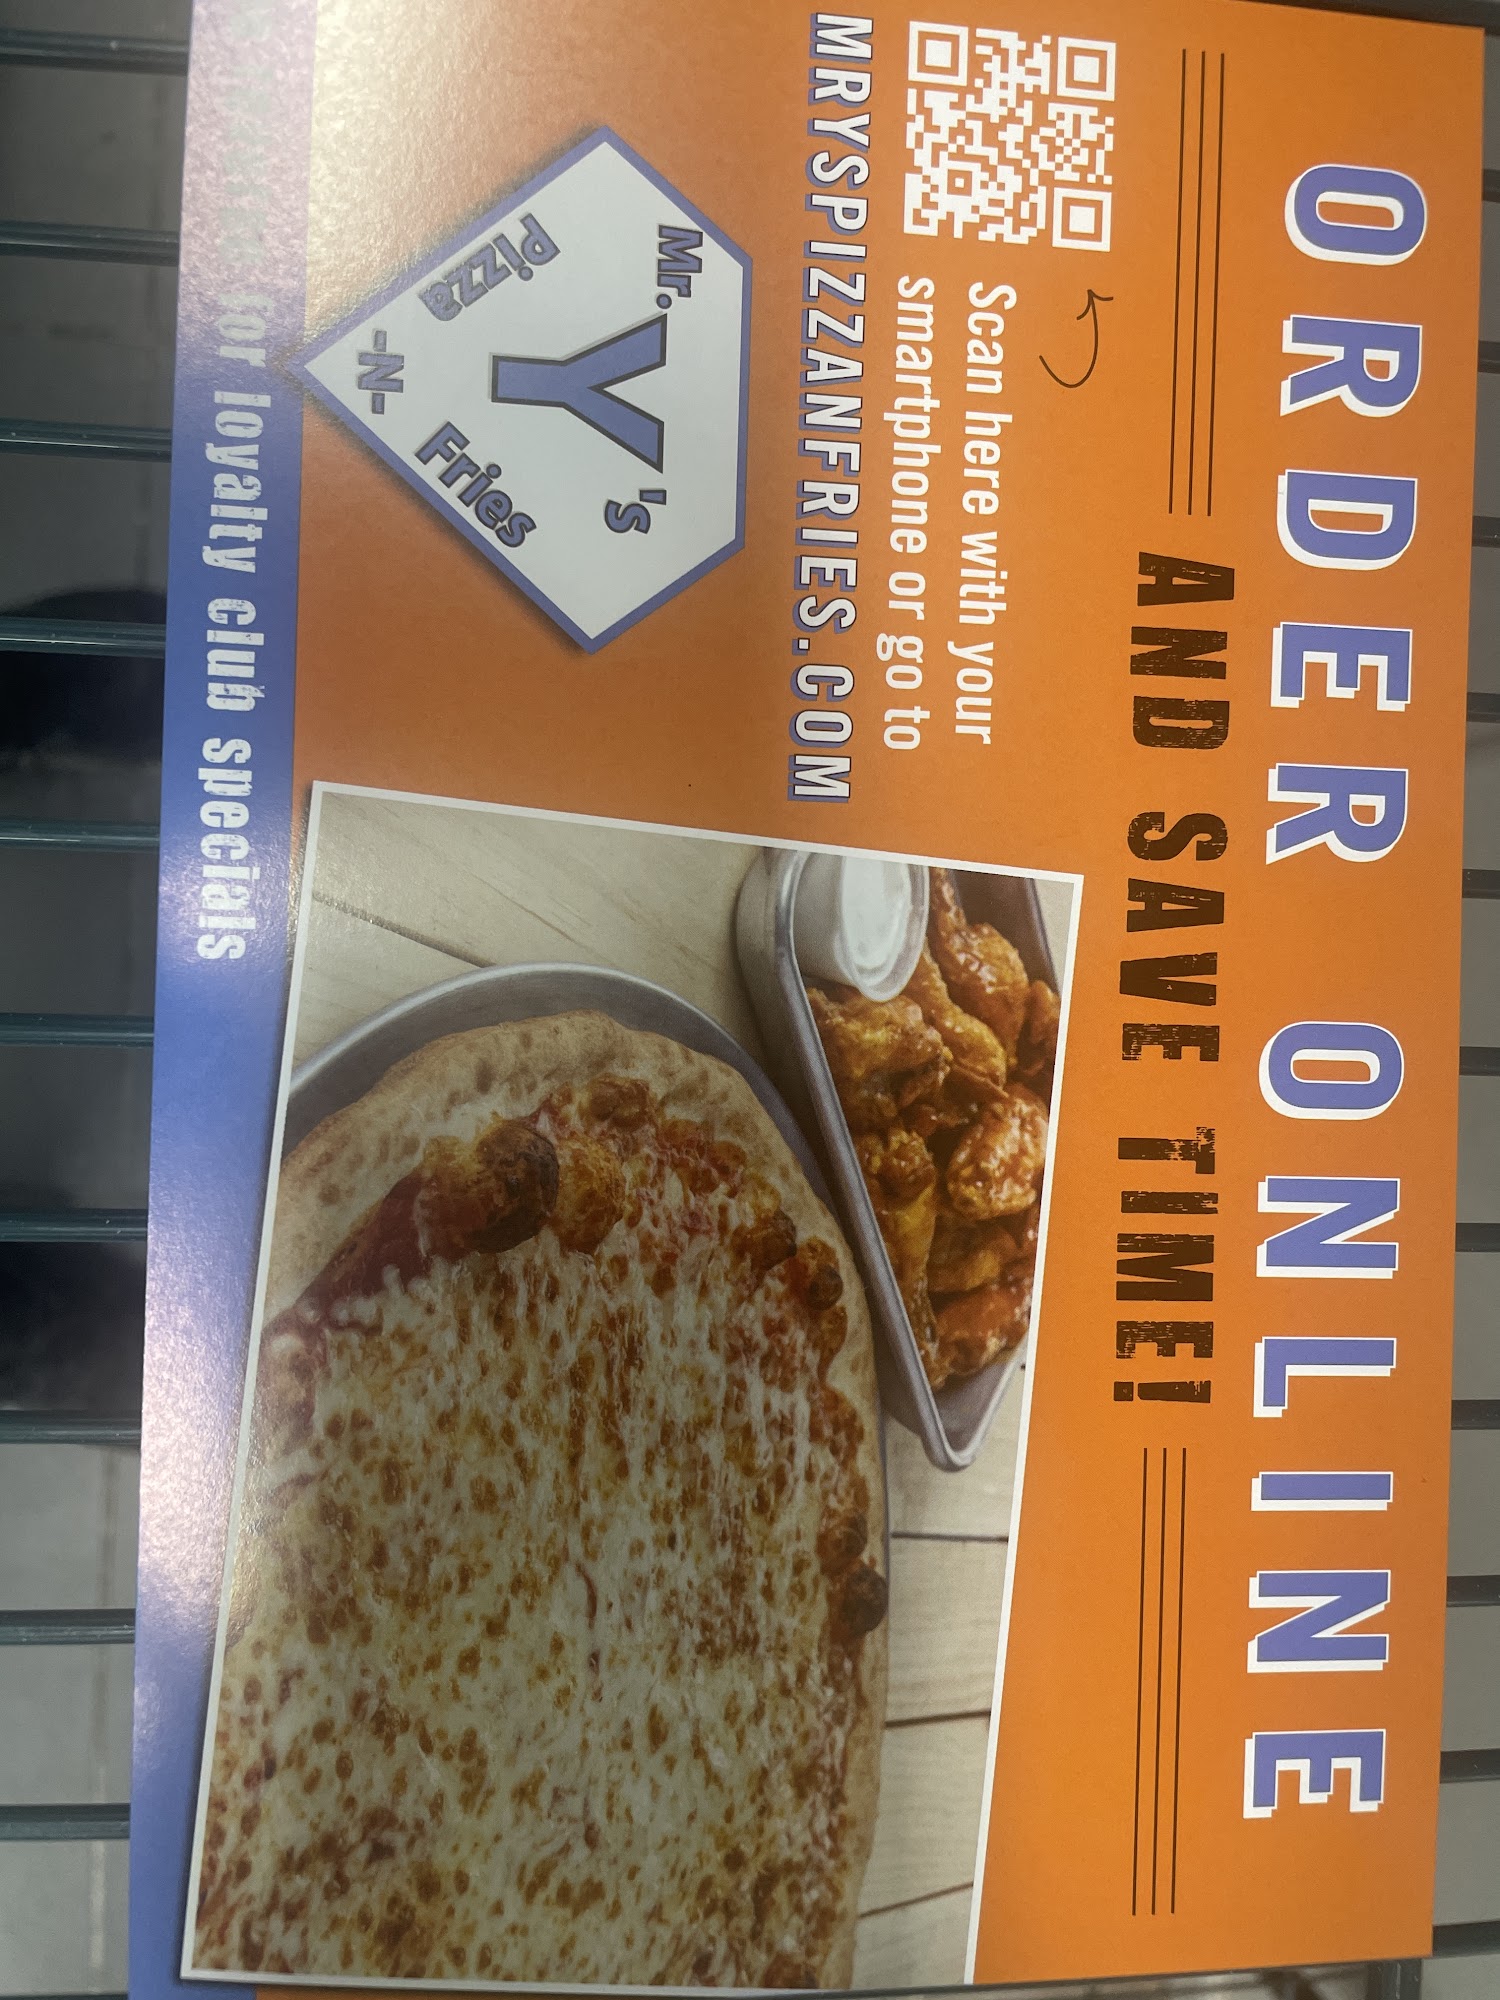 ORDER ONLINE
AND SAVE TIME!
Scan here with your
smartphone or go to
MRYSPIZZANFRIES.COM
Mr.
Y's
Pizza
-N-
Fries
for loyalty club specials